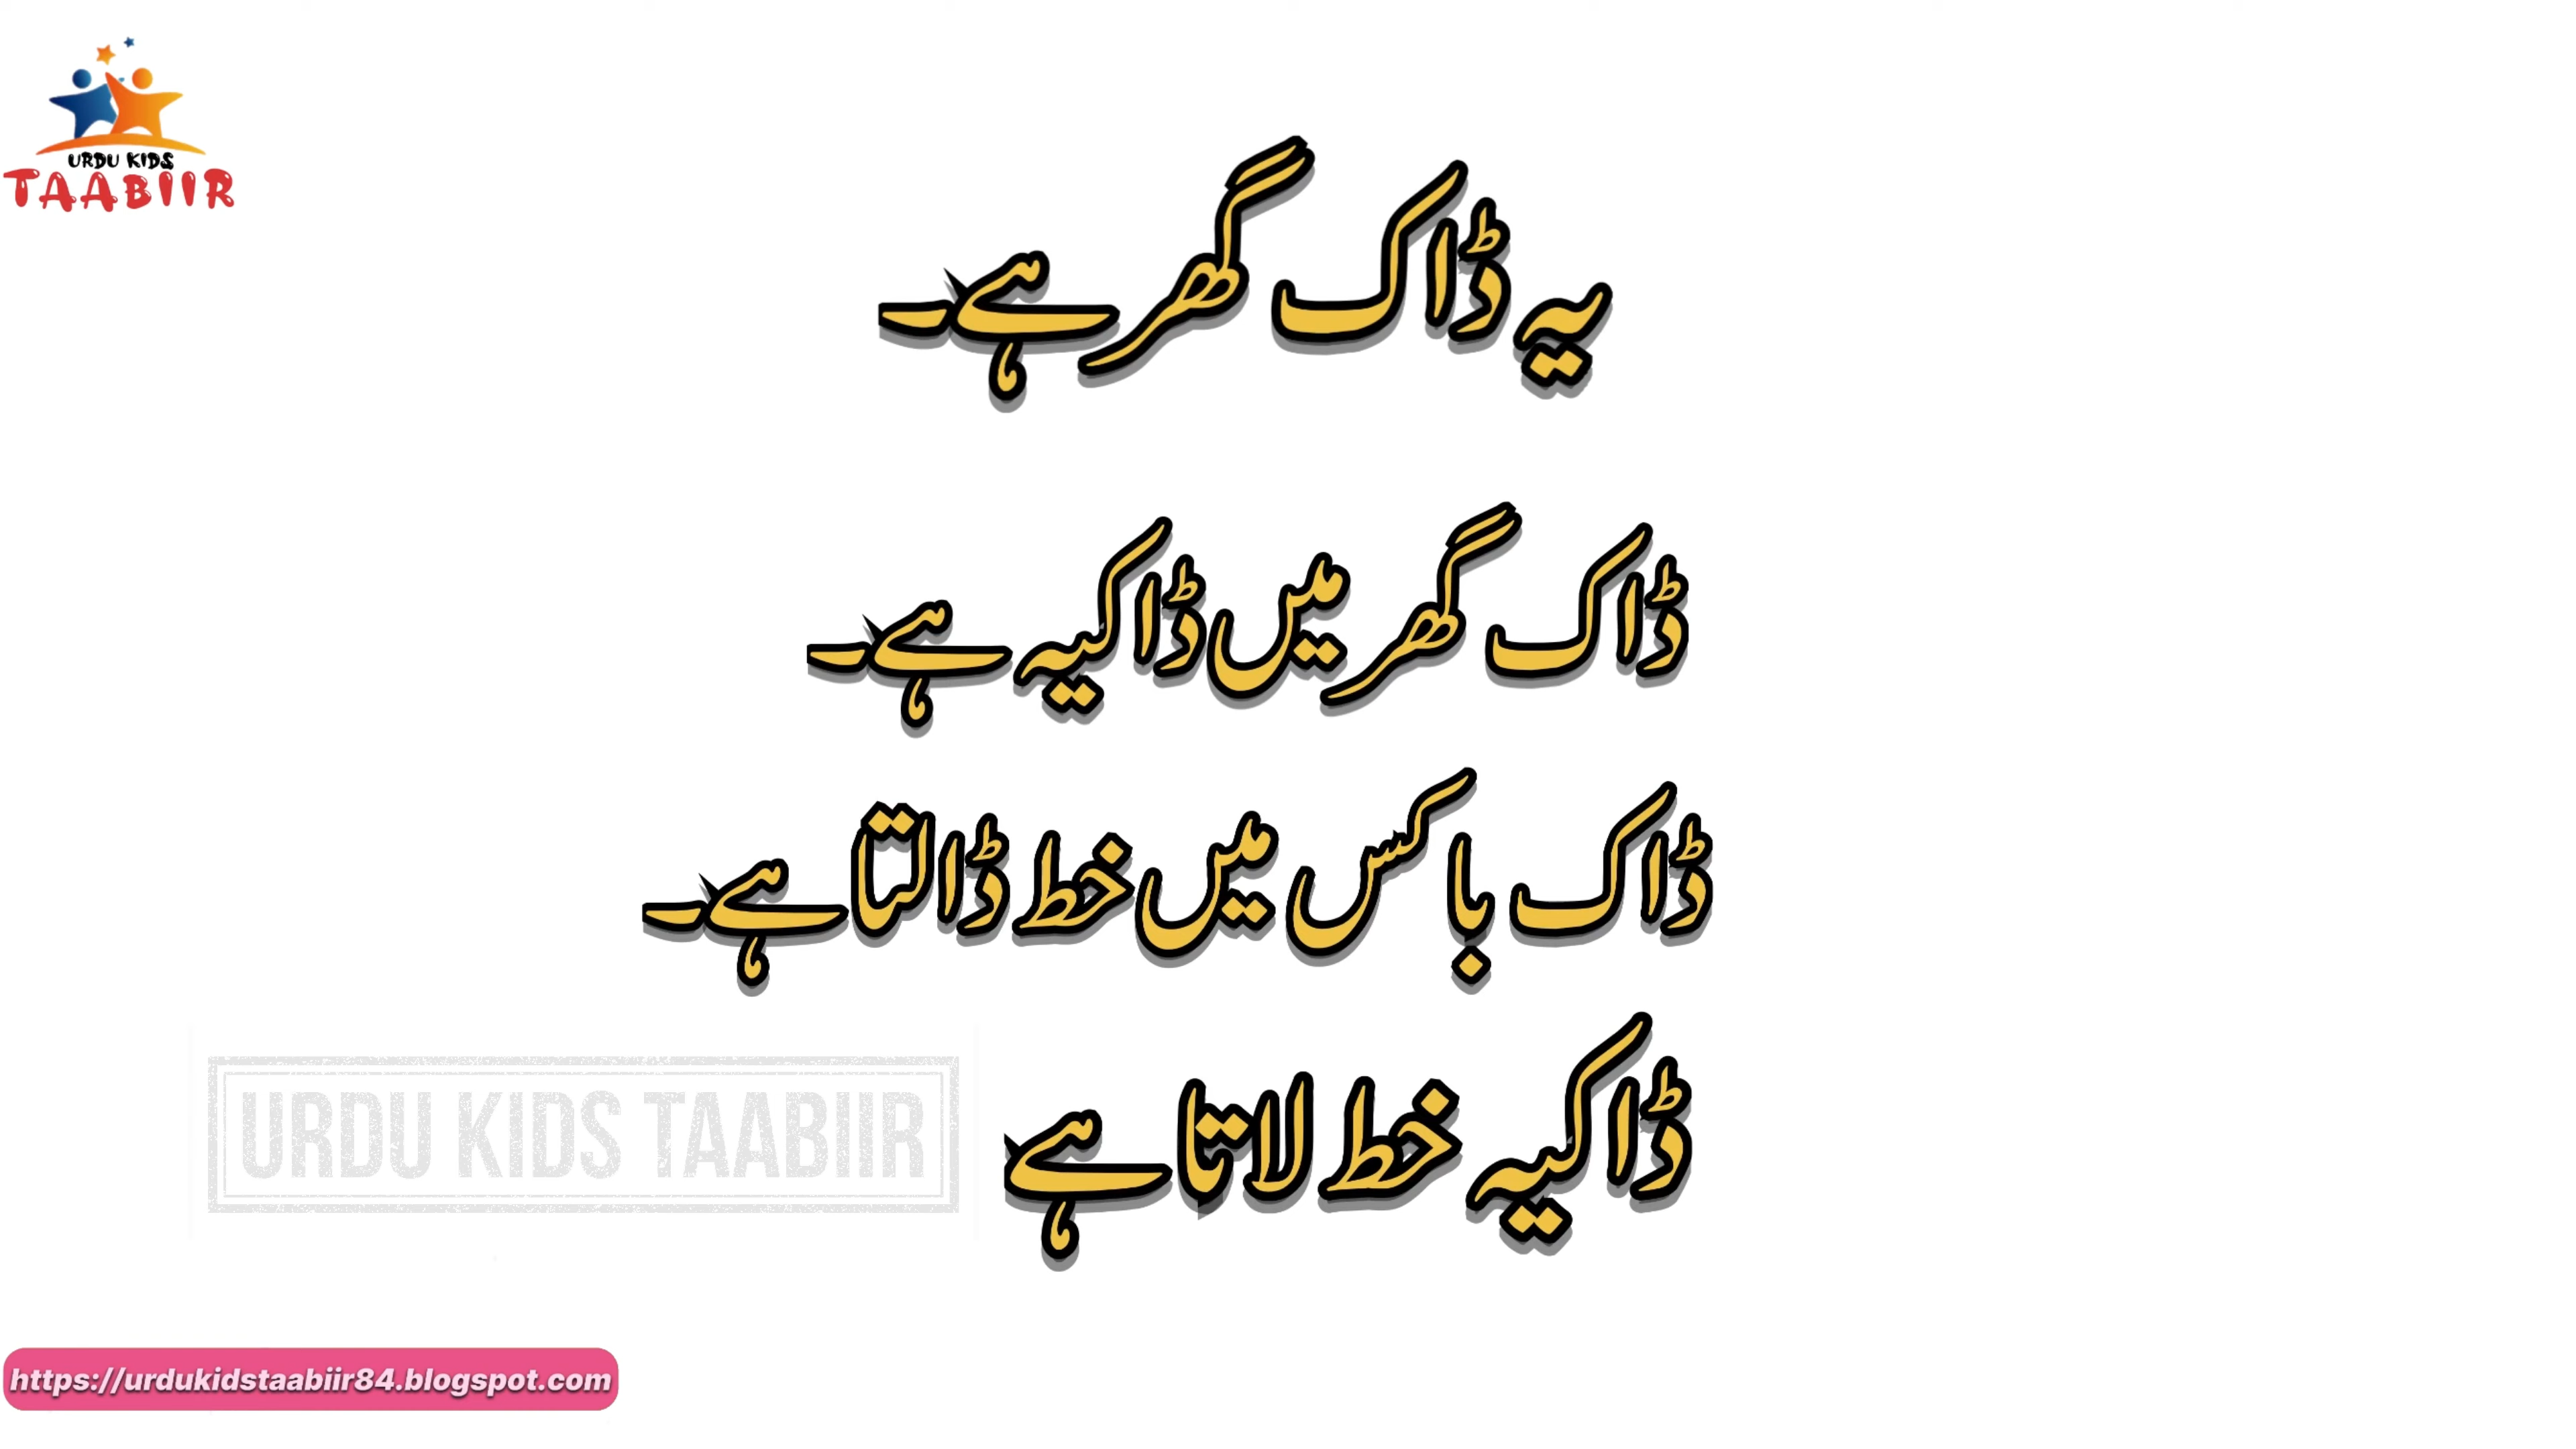 URDU KIDS
TAABIIR
یہ ڈاک گھر ہے۔
ڈاک گھر میں ڈاکیہ ہے۔
ڈاک باکس میں خط ڈالتا ہے۔
ڈاکیہ خط لاتا ہے
URDU KIDS TAABIIR
https://urdukidstaabiir84.blogspot.com